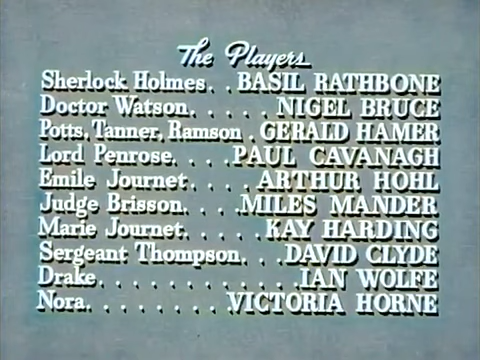 The Players
Sherlock Holmes. . BASIL RATHBONE
Doctor Watson. . . . . NIGEL BRUCE
Potts, Tanner, Ramson . GERALD HAMER
Lord Penrose. . . . PAUL CAVANAGH
Emile Journet. . . . . ARTHUR HOHL
Judge Brisson. . . . MILES MANDER
Marie Journet. . . . . KAY HARDING
Sergeant Thompson. . . DAVID CLYDE
Drake. . . . . . . . . . . . IAN WOLFE
Nora. . . . . . . . VICTORIA HORNE